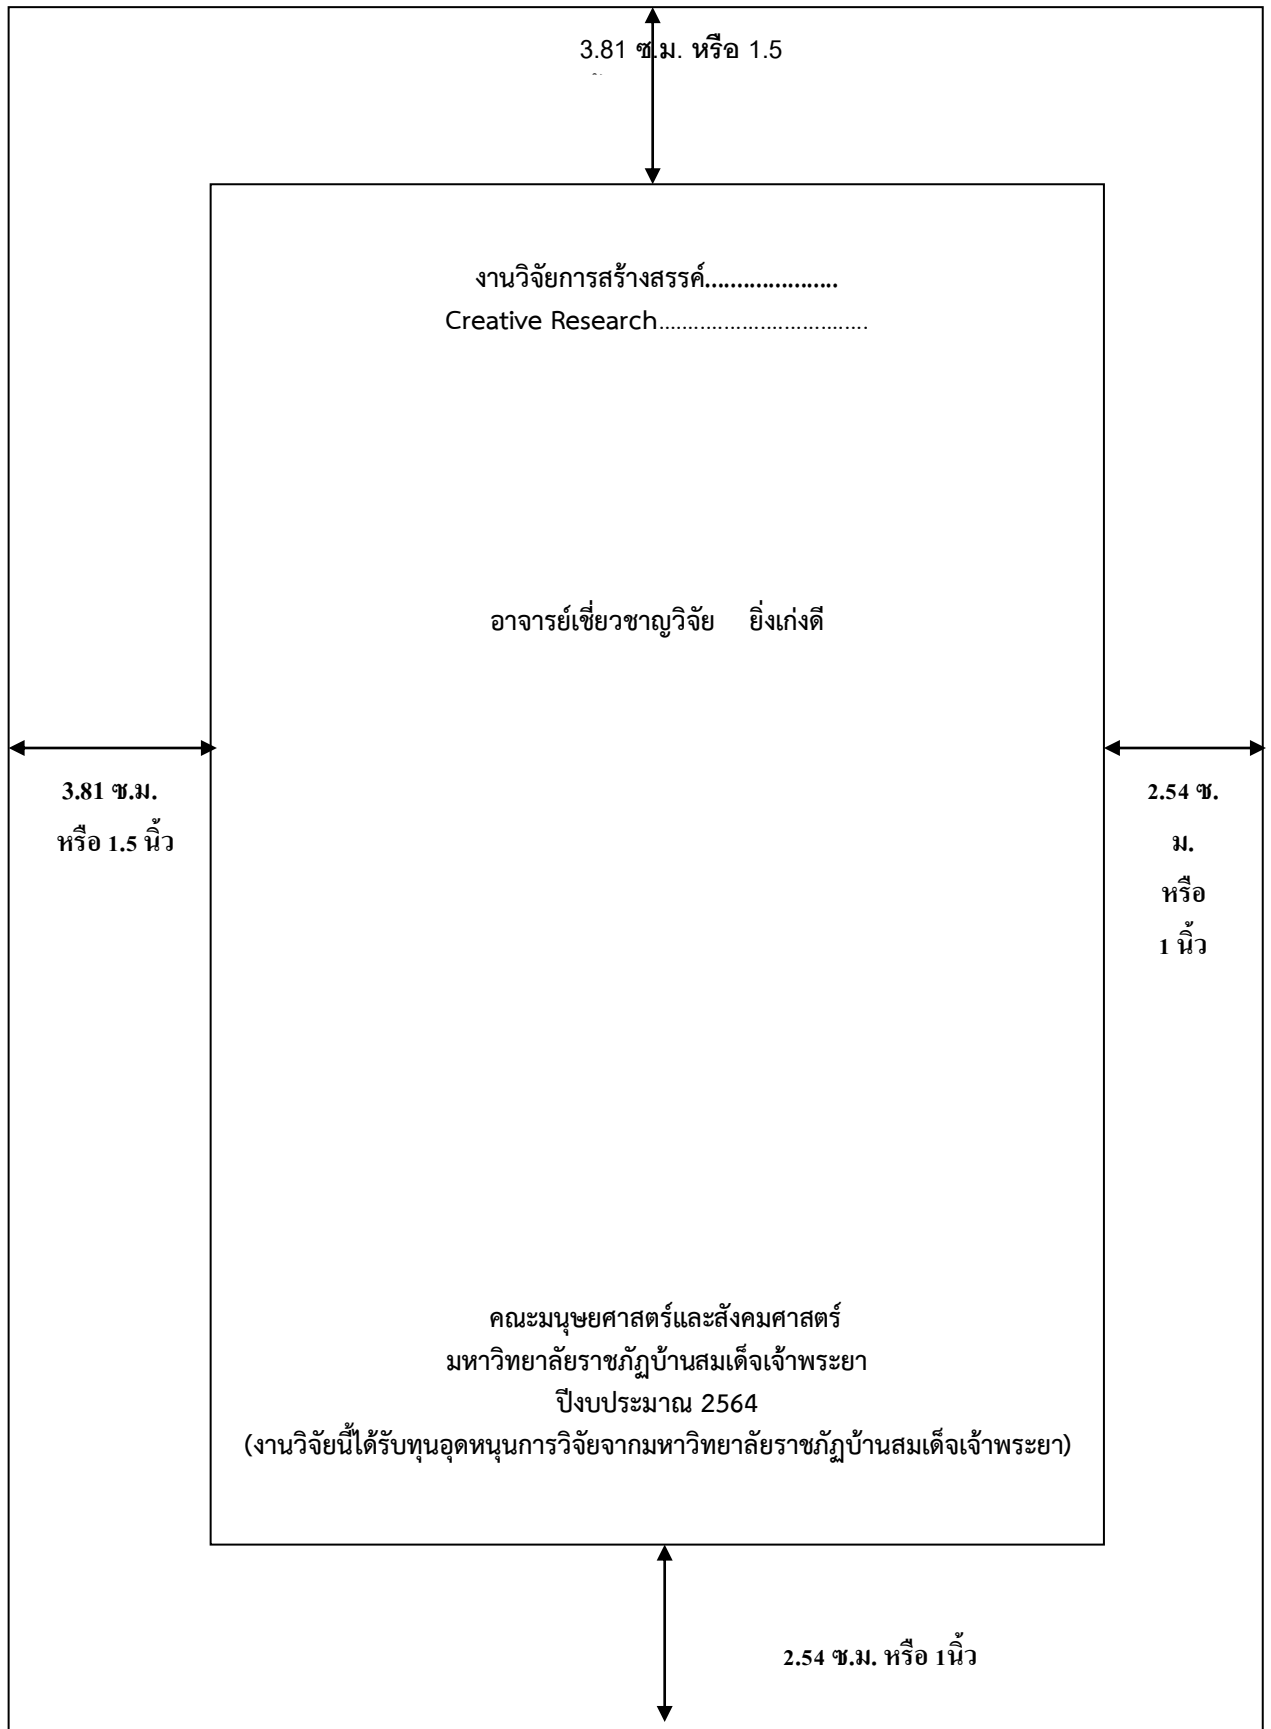 3.81 ซ.ม. หรือ 1.5
งานวิจัยการสร้างสรรค์.....................
Creative Research....................................
อาจารย์เชี่ยวชาญวิจัย ยิ่งเก่งดี
3.81 ซ.ม.
หรือ 1.5 นิ้ว
2.54 ซ.
ม.
หรือ
1 นิ้ว
คณะมนุษยศาสตร์และสังคมศาสตร์
มหาวิทยาลัยราชภัฏบ้านสมเด็จเจ้าพระยา
ปีงบประมาณ 2564
(งานวิจัยนี้ได้รับทุนอุดหนุนการวิจัยจากมหาวิทยาลัยราชภัฏบ้านสมเด็จเจ้าพระยา)
2.54 ซ.ม. หรือ 1นิ้ว